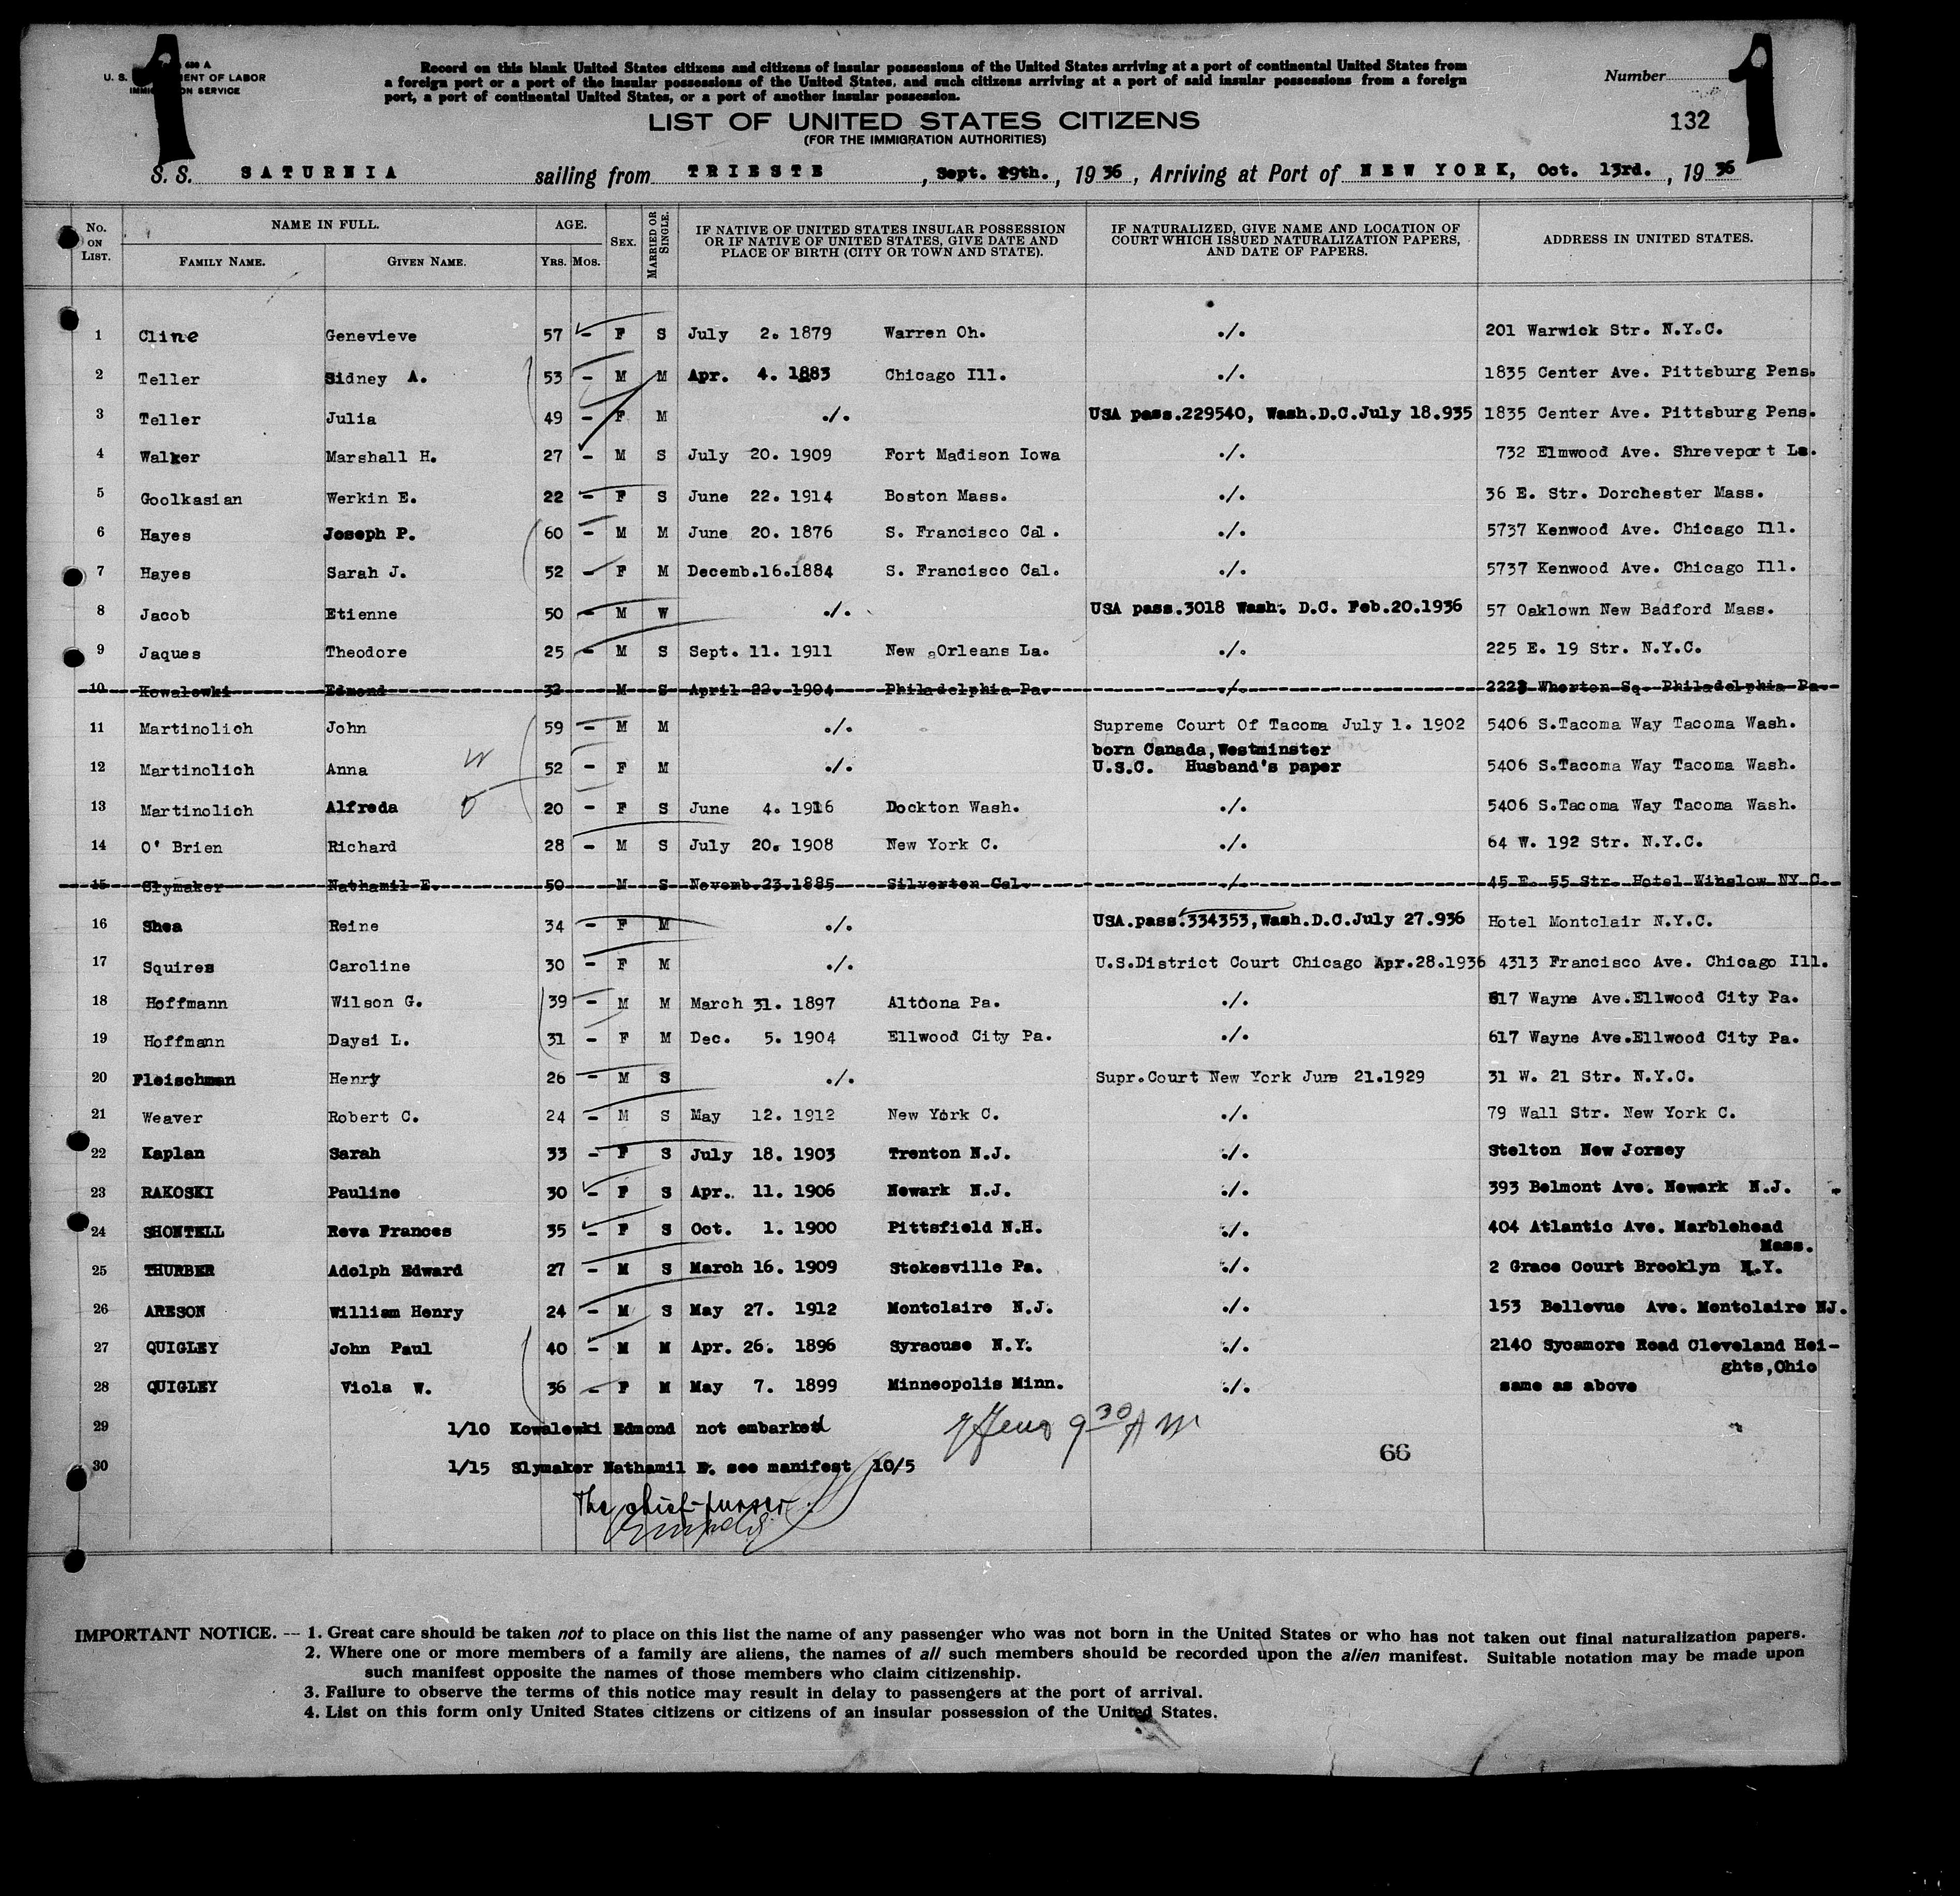 1 1
686 A
U. S. MENT OF LABOR
IMMI ON SERVICE
Record on this blank United States citizens and citizens of insular possessions of the United States arriving at a port of continental United States from
a foreign port or a port of the insular possessions of the United States, and such citizens arriving at a port of said insular possessions from a foreign
port, a port of continental United States, or a port of another insular possession.
Number
LIST OF UNITED STATES CITIZENS
(FOR THE IMMIGRATION AUTHORITIES)
132
S. S. SATURNIA sailing from TRIESTE, Sept. 29th., 1936, Arriving at Port of NEW YORK, Oct. 13rd., 1936
No. ON LIST. NAME IN FULL. FAMILY NAME. GIVEN NAME. AGE. YRS. MOS. SEX. MARRIED OR SINGLE. IF NATIVE OF UNITED STATES INSULAR POSSESSION OR IF NATIVE OF UNITED STATES, GIVE DATE AND PLACE OF BIRTH (CITY OR TOWN AND STATE). IF NATURALIZED, GIVE NAME AND LOCATION OF COURT WHICH ISSUED NATURALIZATION PAPERS, AND DATE OF PAPERS. ADDRESS IN UNITED STATES.
1 Cline Genevieve 57 - F S July 2. 1879 Warren Oh. ./. 201 Warwick Str. N.Y.C.
2 Teller Sidney A. 53 - M M Apr. 4. 1883 Chicago Ill. ./. 1835 Center Ave. Pittsburg Pens.
3 Teller Julia 49 - F M ./. USA pass.229540, Wash.D.C.July 18.935 1835 Center Ave. Pittsburg Pens.
4 Walker Marshall H. 27 - M S July 20. 1909 Fort Madison Iowa ./. 732 Elmwood Ave. Shreveport La.
5 Goolkasian Werkin E. 22 - F S June 22. 1914 Boston Mass. ./. 36 E. Str. Dorchester Mass.
6 Hayes Joseph P. 60 - M M June 20. 1876 S. Francisco Cal. ./. 5737 Kenwood Ave. Chicago Ill.
7 Hayes Sarah J. 52 - F M Decemb.16.1884 S. Francisco Cal. ./. 5737 Kenwood Ave. Chicago Ill.
8 Jacob Etienne 50 - M W ./. USA pass.3018 Wash. D.C. Feb.20.1936 57 Oaklown New Badford Mass.
9 Jaques Theodore 25 - M S Sept. 11. 1911 New Orleans La. ./. 225 E. 19 Str. N.Y.C.
10 Kowalewki Edmond 32 M S April 22. 1904 Philadelphia Pa. ./. 2223 Wherton Sq. Philadelphia Pa.
11 Martinolich John 59 - M M ./. Supreme Court Of Tacoma July 1. 1902 5406 S.Tacoma Way Tacoma Wash.
born Canada, Westminster
12 Martinolich Anna 52 - F M ./. U.S.C. Husband's paper 5406 S.Tacoma Way Tacoma Wash.
13 Martinolich Alfreda 20 - F S June 4. 1916 Dockton Wash. ./. 5406 S.Tacoma Way Tacoma Wash.
14 O' Brien Richard 28 - M S July 20. 1908 New York C. ./. 64 W. 192 Str. N.Y.C.
15 Slymaker Nathamil E. 50 M S Novemb.23.1885 Silverton Col. ./. 45 E. 55 Str. Hotel Winslow NY C.
16 Shea Reine 34 - F M ./. USA.pass.334353,Wash.D.C.July 27.936 Hotel Montclair N.Y.C.
17 Squires Caroline 30 - F M ./. U.S.District Court Chicago Apr.28.1936 4313 Francisco Ave. Chicago Ill.
18 Hoffmann Wilson G. 39 - M M March 31. 1897 Altoona Pa. ./. 617 Wayne Ave.Ellwood City Pa.
19 Hoffmann Daysi L. 31 - F M Dec. 5. 1904 Ellwood City Pa. ./. 617 Wayne Ave.Ellwood City Pa.
20 Fleischman Henry 26 - M S ./. Supr.Court New York June 21.1929 31 W. 21 Str. N.Y.C.
21 Weaver Robert C. 24 - M S May 12. 1912 New York C. ./. 79 Wall Str. New York C.
22 Kaplan Sarah 33 - F S July 18. 1903 Trenton N.J. ./. Stelton New Jorsey
23 RAKOSKI Pauline 30 - F S Apr. 11. 1906 Newark N.J. ./. 393 Belmont Ave. Newark N.J.
24 SHONTELL Reva Frances 35 - F S Oct. 1. 1900 Pittsfield N.H. ./. 404 Atlantic Ave. Marblehead
Mass.
25 THURBER Adolph Edward 27 - M S March 16. 1909 Stokesville Pa. ./. 2 Grace Court Brooklyn N.Y.
26 ARESON William Henry 24 - M S May 27. 1912 Montclaire N.J. ./. 153 Bellevue Ave. Montclaire NJ.
27 QUIGLEY John Paul 40 - M M Apr. 26. 1896 Syracuse N.Y. ./. 2140 Sycamore Road Cleveland Hei-
ghts,Ohio
28 QUIGLEY Viola W. 36 - F M May 7. 1899 Minneopolis Minn. ./. same as above
29 1/10 Kowalewki Edmond not embarked 9 30 A M
66
30 1/15 Slymaker Nathamil E. see manifest 10/5
The chief-purser.
IMPORTANT NOTICE. — 1. Great care should be taken not to place on this list the name of any passenger who was not born in the United States or who has not taken out final naturalization papers.
2. Where one or more members of a family are aliens, the names of all such members should be recorded upon the alien manifest. Suitable notation may be made upon
such manifest opposite the names of those members who claim citizenship.
3. Failure to observe the terms of this notice may result in delay to passengers at the port of arrival.
4. List on this form only United States citizens or citizens of an insular possession of the United States.